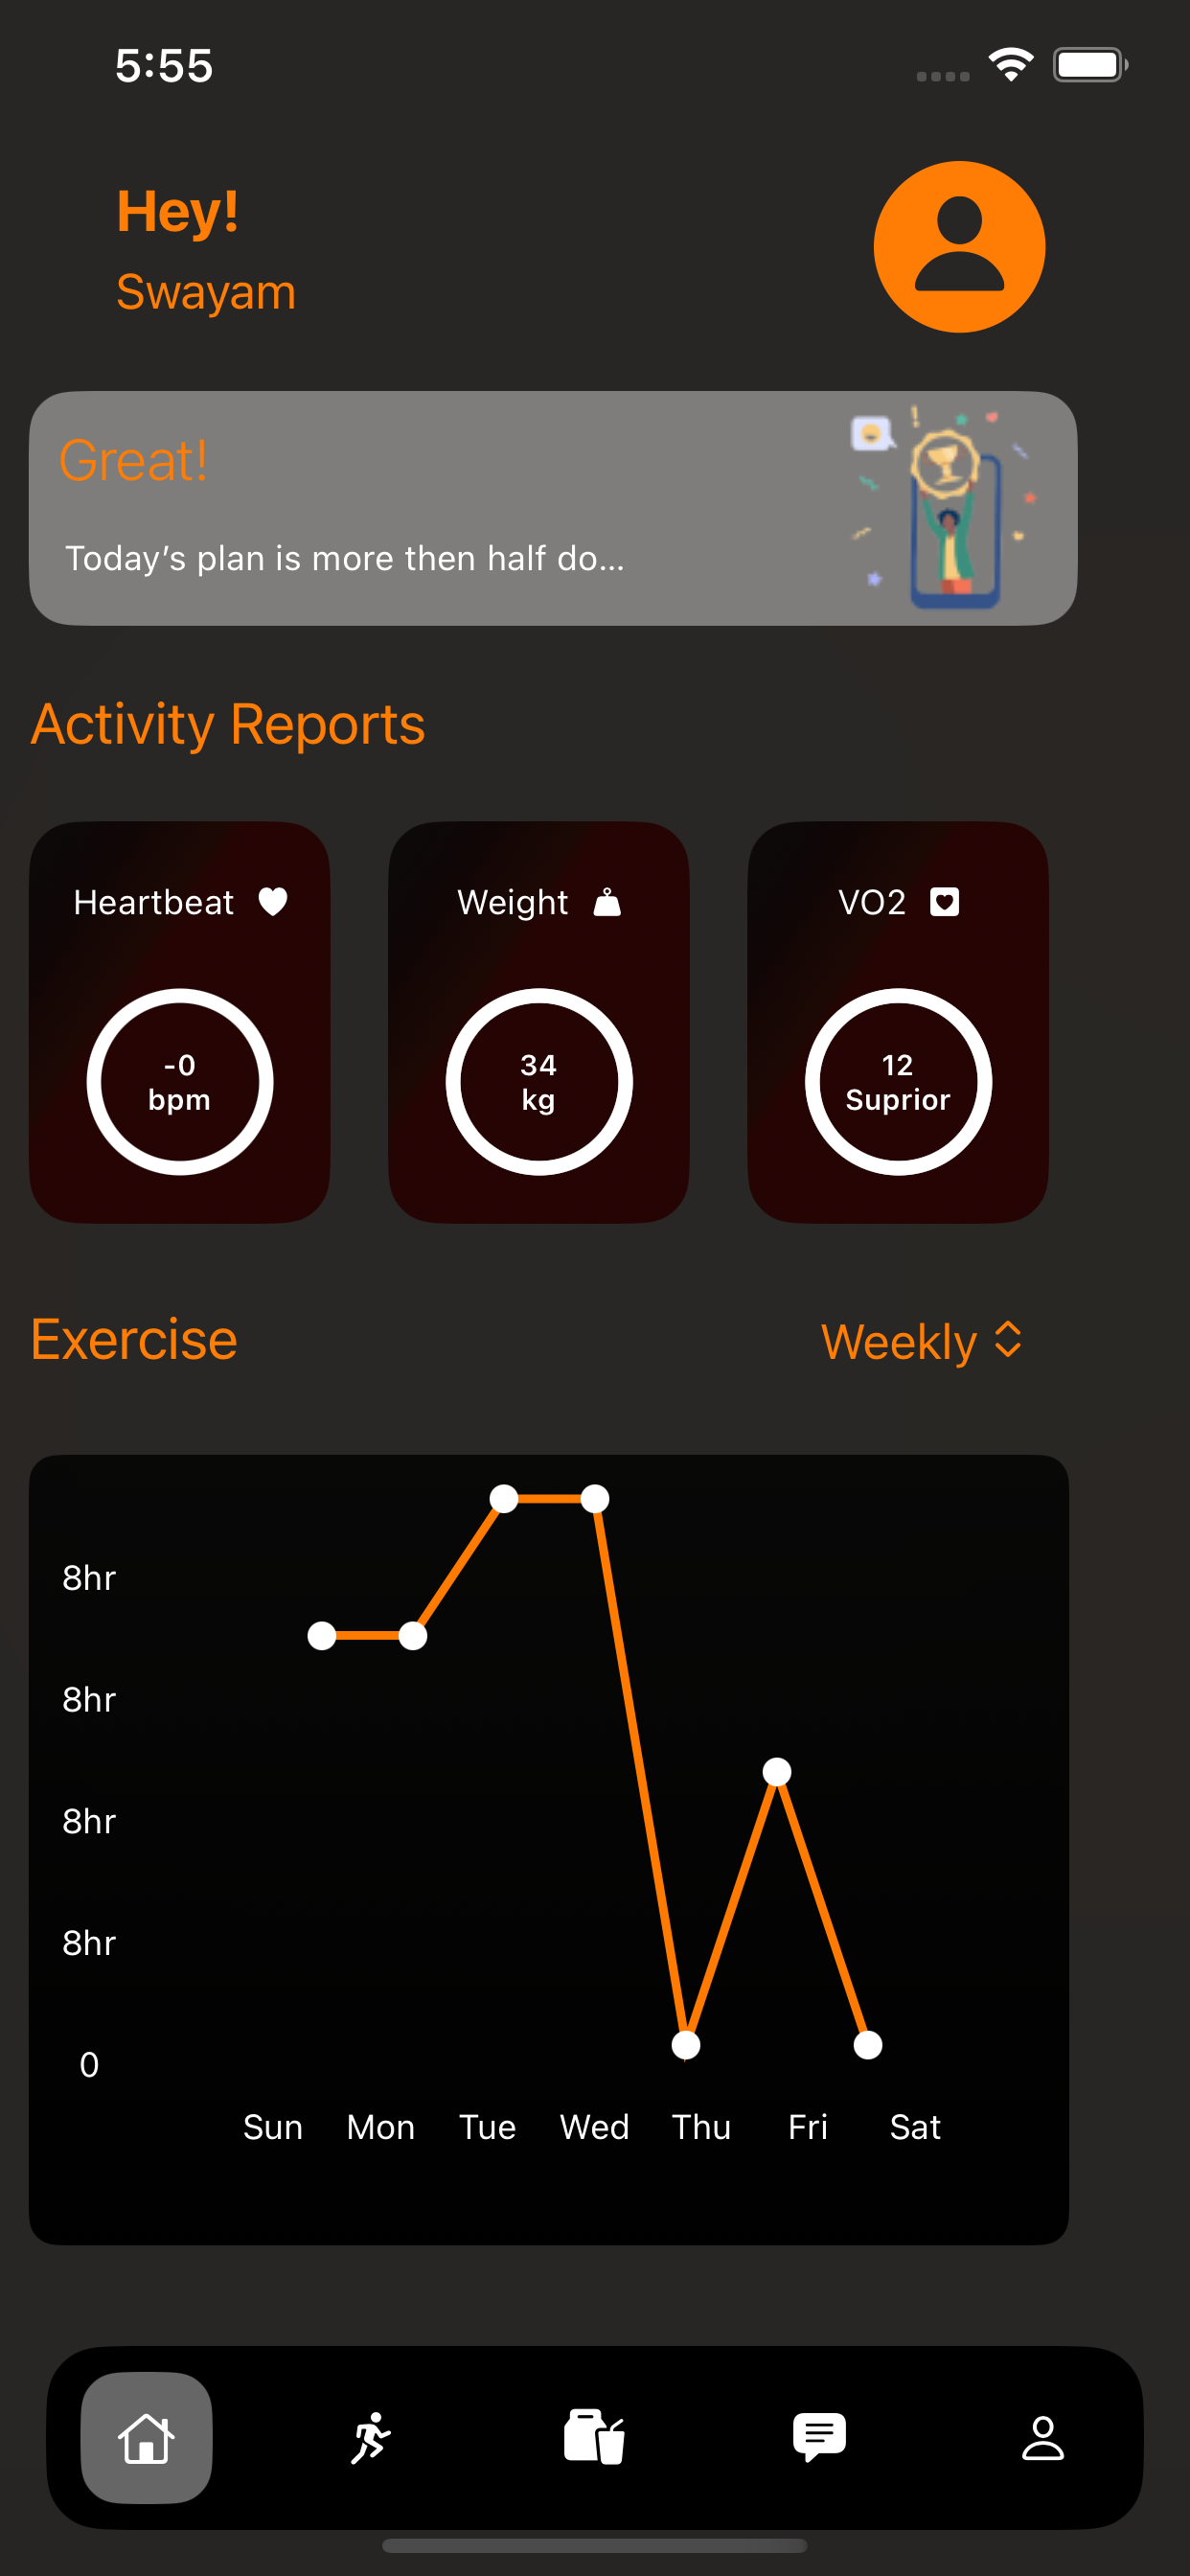 5:55
Hey!
Swayam
Great!
Today's plan is more then half do...
Activity Reports
Heartbeat
Weight
VO2
-0
bpm
34
kg
12
Suprior
Exercise
Weekly
8hr
8hr
8hr
8hr
0
Sun Mon Tue Wed Thu Fri Sat